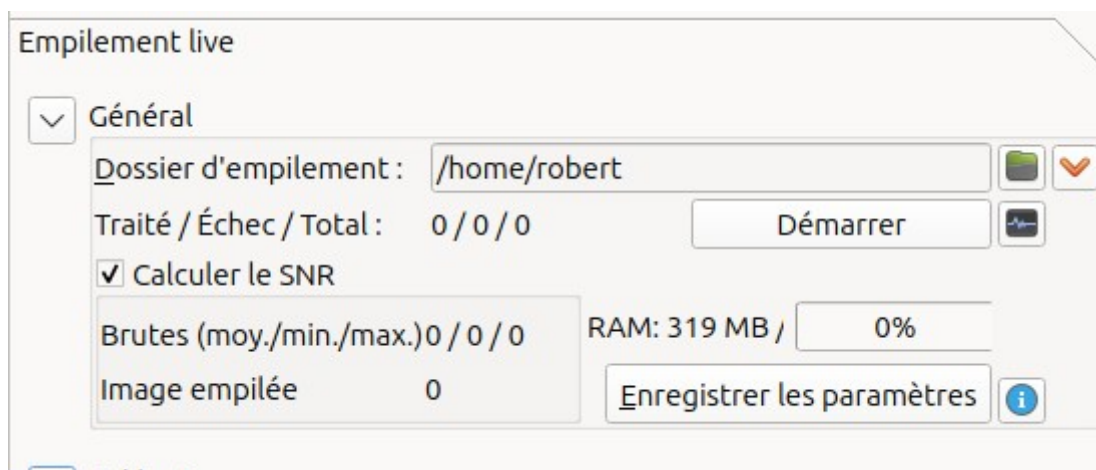 Empilement live
Général
Dossier d'empilement : /home/robert
Traité / Échec / Total : 0 / 0 / 0 Démarrer
Calculer le SNR
Brutes (moy./min./max.) 0 / 0 / 0 RAM: 319 MB / 0%
Image empilée 0 Enregistrer les paramètres